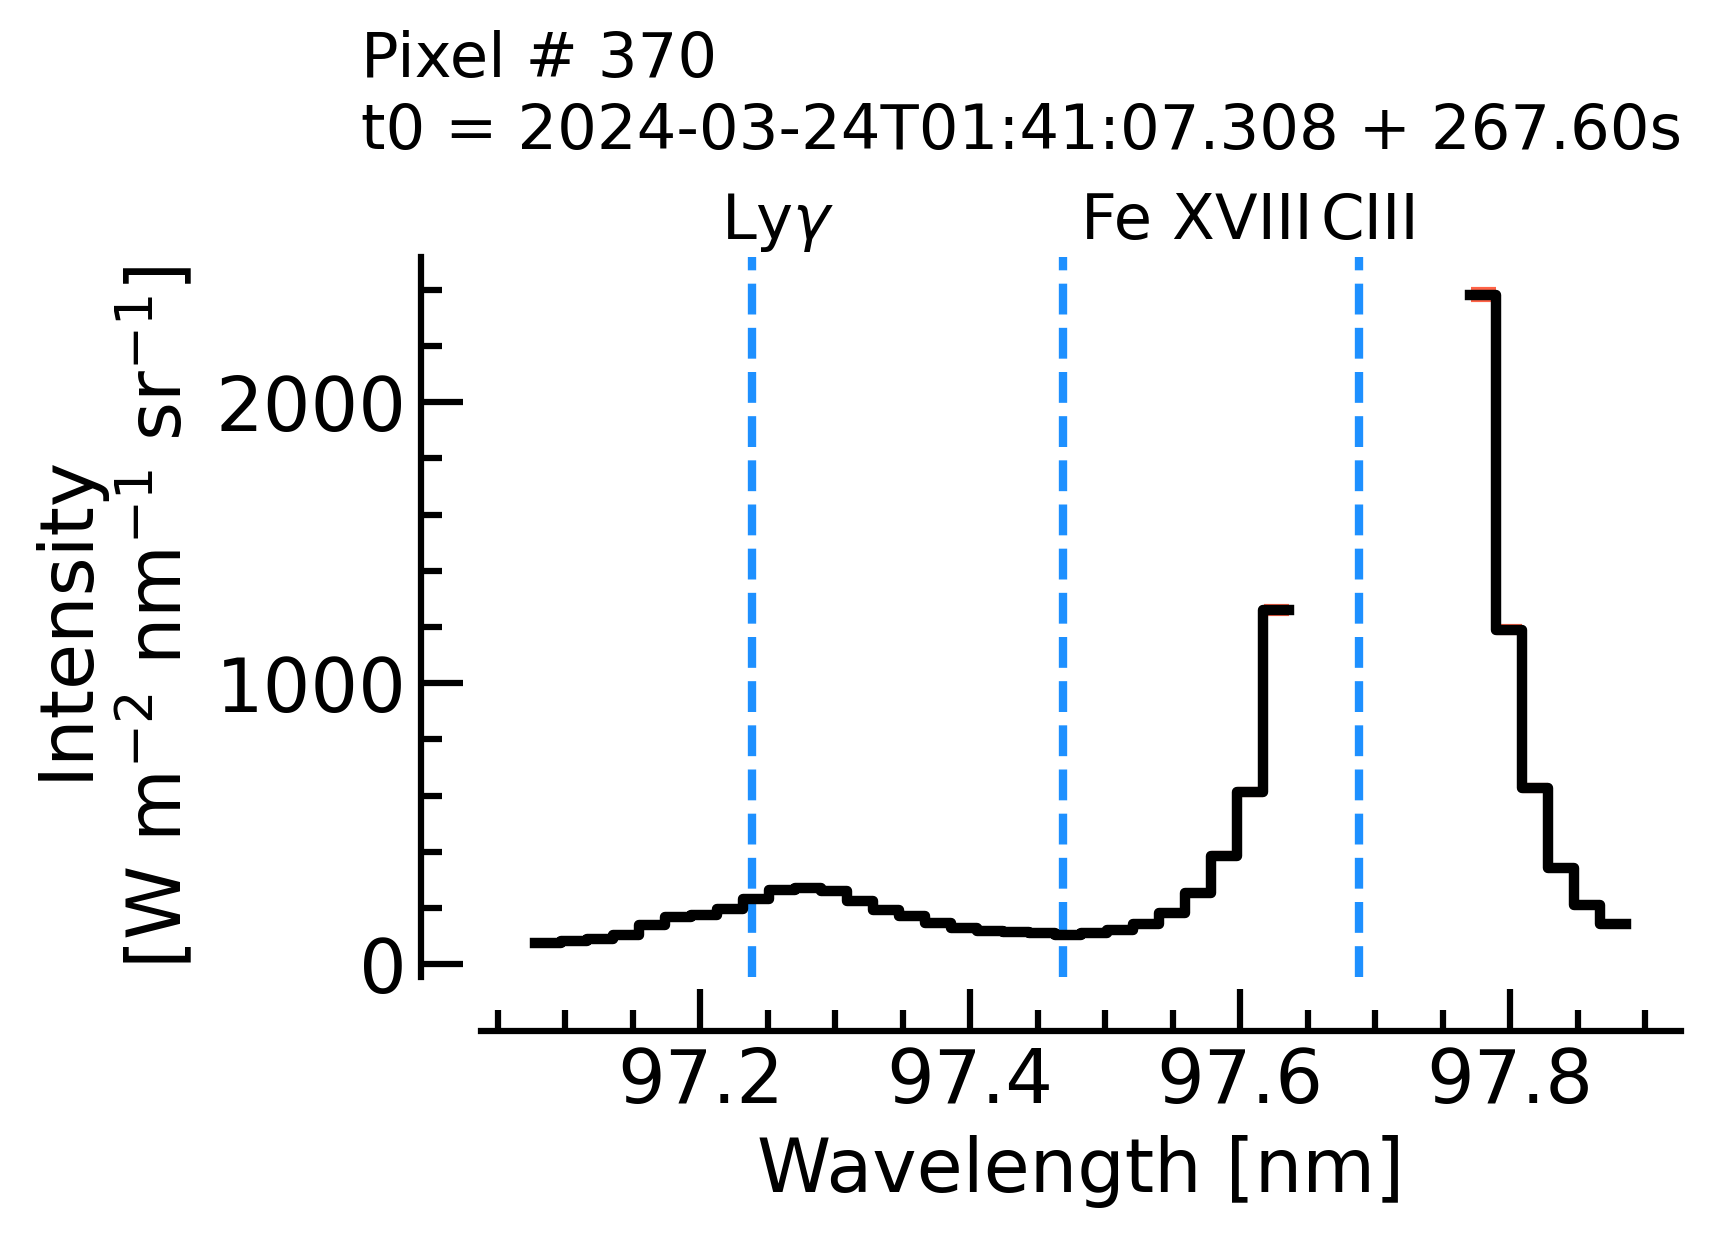 Pixel # 370
t0 = 2024-03-24T01:41:07.308 + 267.60s
Lyγ Fe XVIII CIII
Intensity
[W m⁻² nm⁻¹ sr⁻¹]
2000
1000
0
97.2 97.4 97.6 97.8
Wavelength [nm]